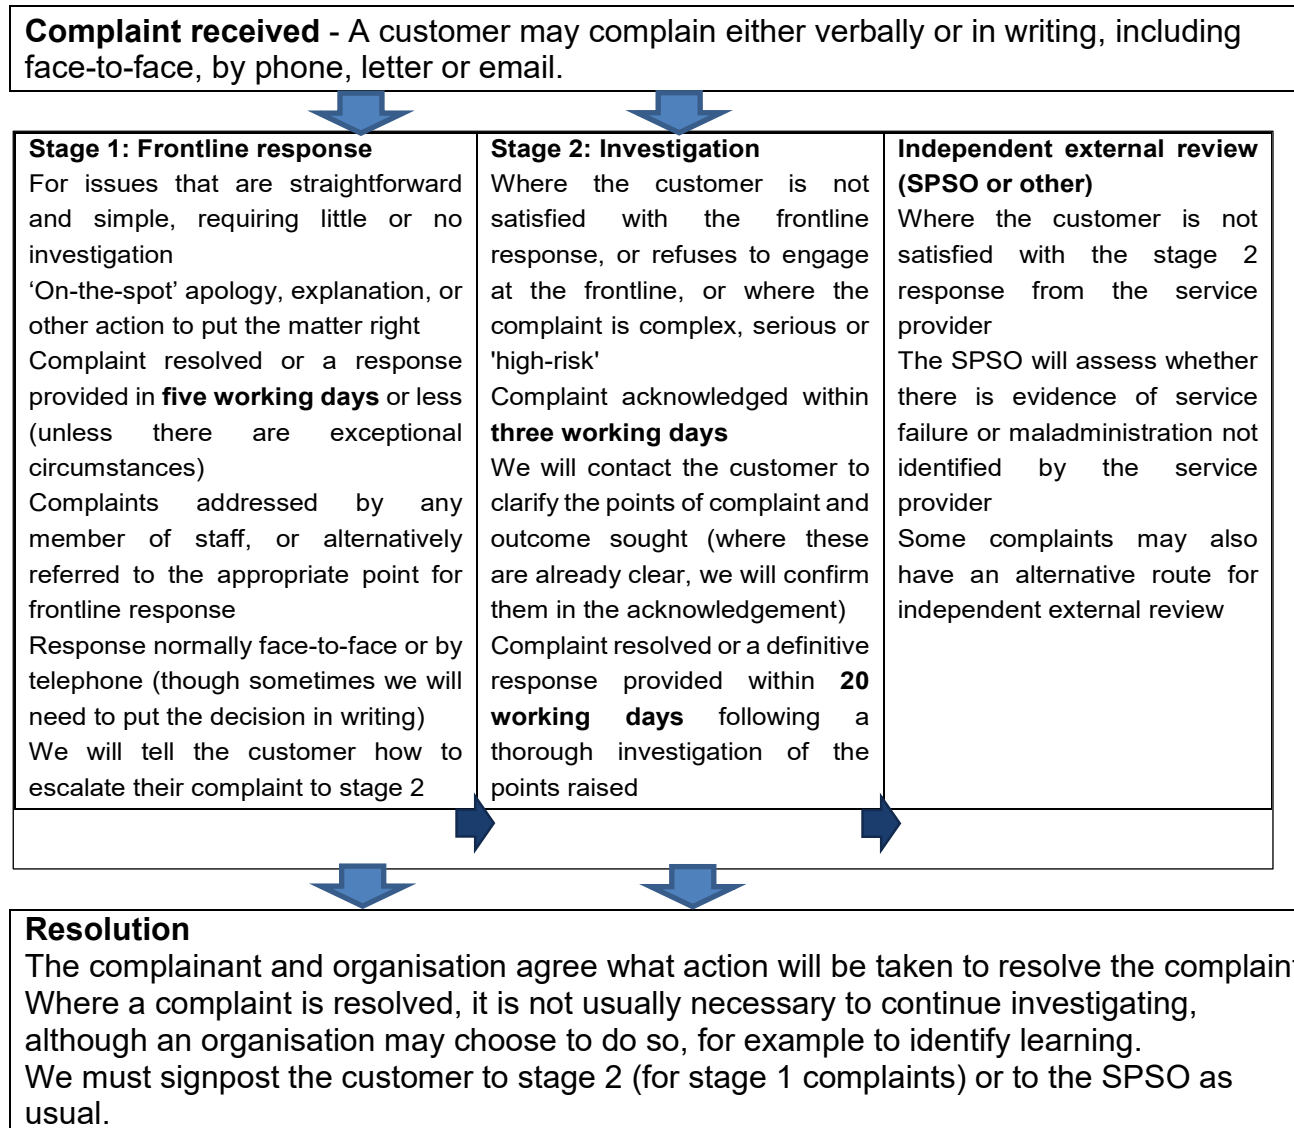 Complaint received - A customer may complain either verbally or in writing, including
face-to-face, by phone, letter or email.
Stage 1: Frontline response
For issues that are straightforward
and simple, requiring little or no
investigation
‘On-the-spot’ apology, explanation, or
other action to put the matter right
Complaint resolved or a response
provided in five working days or less
(unless there are exceptional
circumstances)
Complaints addressed by any
member of staff, or alternatively
referred to the appropriate point for
frontline response
Response normally face-to-face or by
telephone (though sometimes we will
need to put the decision in writing)
We will tell the customer how to
escalate their complaint to stage 2
Stage 2: Investigation
Where the customer is not
satisfied with the frontline
response, or refuses to engage
at the frontline, or where the
complaint is complex, serious or
'high-risk'
Complaint acknowledged within
three working days
We will contact the customer to
clarify the points of complaint and
outcome sought (where these
are already clear, we will confirm
them in the acknowledgement)
Complaint resolved or a definitive
response provided within 20
working days following a
thorough investigation of the
points raised
Independent external review
(SPSO or other)
Where the customer is not
satisfied with the stage 2
response from the service
provider
The SPSO will assess whether
there is evidence of service
failure or maladministration not
identified by the service
provider
Some complaints may also
have an alternative route for
independent external review
Resolution
The complainant and organisation agree what action will be taken to resolve the complaint
Where a complaint is resolved, it is not usually necessary to continue investigating,
although an organisation may choose to do so, for example to identify learning.
We must signpost the customer to stage 2 (for stage 1 complaints) or to the SPSO as
usual.